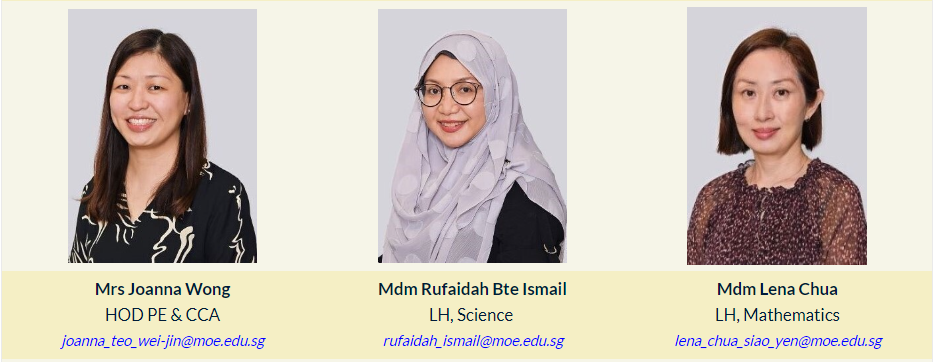 Mrs Joanna Wong
HOD PE & CCA
joanna_teo_wei-jin@moe.edu.sg
Mdm Rufaidah Bte Ismail
LH, Science
rufaidah_ismail@moe.edu.sg
Mdm Lena Chua
LH, Mathematics
lena_chua_siao_yen@moe.edu.sg